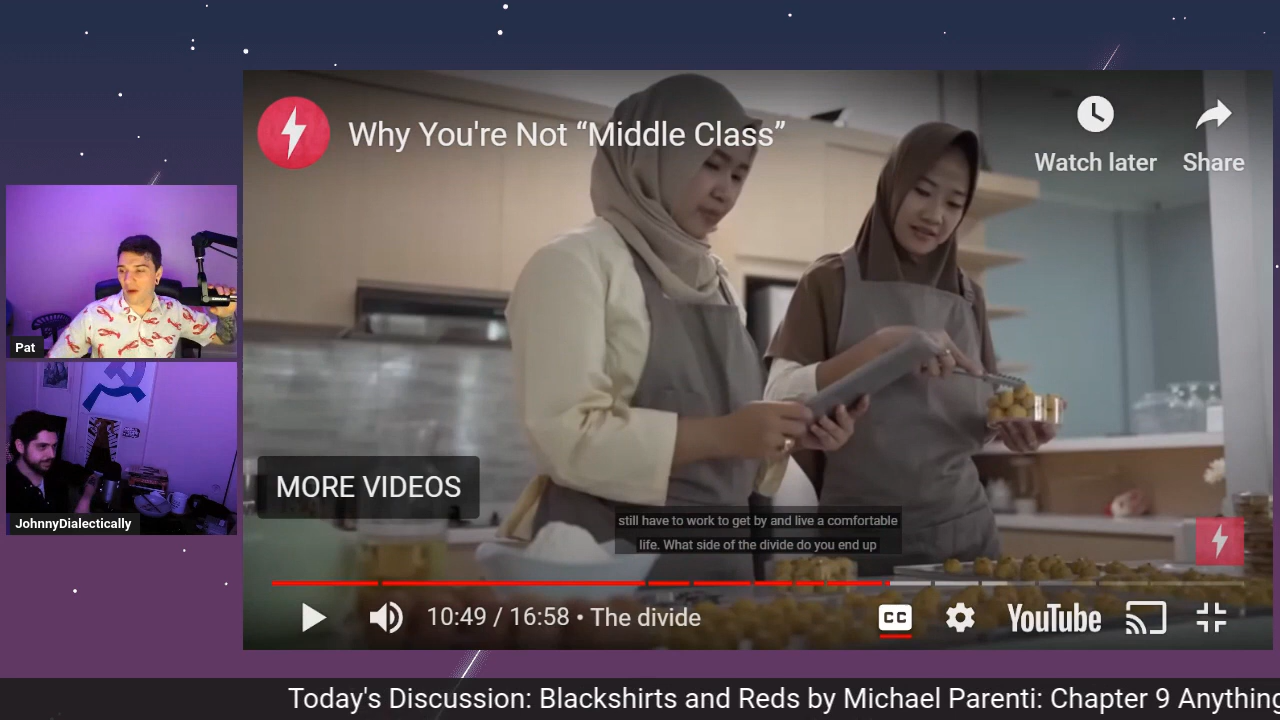 Why You're Not “Middle Class”
Watch later
Share
Pat
JohnnyDialectically
MORE VIDEOS
still have to work to get by and live a comfortable
life. What side of the divide do you end up
10:49 / 16:58 • The divide
CC
YouTube
Today's Discussion: Blackshirts and Reds by Michael Parenti: Chapter 9 Anything